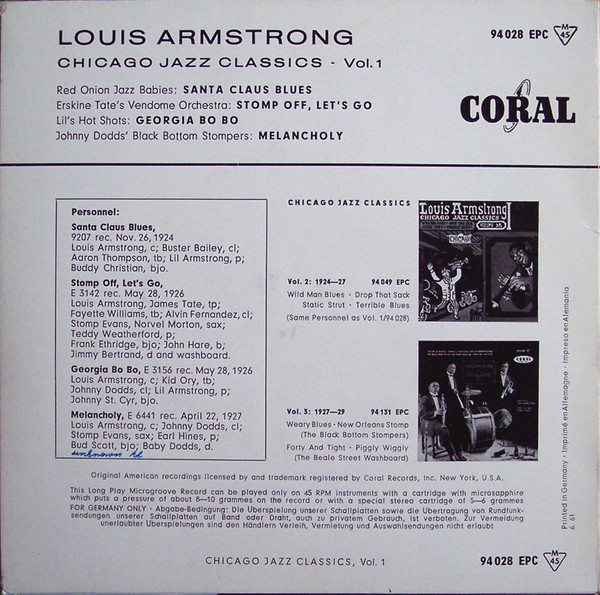 LOUIS ARMSTRONG
CHICAGO JAZZ CLASSICS - Vol. 1
94 028 EPC M 45
Red Onion Jazz Babies: SANTA CLAUS BLUES
Erskine Tate's Vendome Orchestra: STOMP OFF, LET'S GO
Lil's Hot Shots: GEORGIA BO BO
Johnny Dodds' Black Bottom Stompers: MELANCHOLY
CORAL
Personnel:
Santa Claus Blues,
9207 rec. Nov. 26, 1924
Louis Armstrong, c; Buster Bailey, cl;
Aaron Thompson, tb; Lil Armstrong, p;
Buddy Christian, bjo.
Stomp Off, Let's Go,
E 3142 rec. May 28, 1926
Louis Armstrong, James Tate, tp;
Fayette Williams, tb; Alvin Fernandez, cl;
Stomp Evans, Norvel Morton, sax;
Teddy Weatherford, p;
Frank Ethridge, bjo; John Hare, b;
Jimmy Bertrand, d and washboard.
Georgia Bo Bo, E 3156 rec. May 28, 1926
Louis Armstrong, c; Kid Ory, tb;
Johnny Dodds, cl; Lil Armstrong, p;
Johnny St. Cyr, bjo.
Melancholy, E 6441 rec. April 22, 1927
Louis Armstrong, c; Johnny Dodds, cl;
Stomp Evans, sax; Earl Hines, p;
Bud Scott, bjo; Baby Dodds, d.
unknown tb
CHICAGO JAZZ CLASSICS
Louis Armstrong
CHICAGO JAZZ CLASSICS
Vol. 2: 1924—27 94 049 EPC
Wild Man Blues · Drop That Sack
Static Strut · Terrible Blues
(Same Personnel as Vol. 1/94 028)
CORAL
Vol. 3: 1927—29 94 131 EPC
Weary Blues · New Orleans Stomp
(The Black Bottom Stompers)
Forty And Tight · Piggly Wiggly
(The Beale Street Washboard)
Original American recordings licensed by and trademark registered by Coral Records, Inc. New York, U.S.A.
This Long Play Microgroove Record can be played only on 45 RPM instruments with a cartridge with microsapphire
which puts a pressure of about 8—10 grammes on the record or with a special stereo cartridge of 5—6 grammes
FOR GERMANY ONLY · Abgabe-Bedingung: Die Überspielung unserer Schallplatten sowie die Übertragung von Rundfunk-
sendungen unserer Schallplatten auf Band oder Draht, auch zu privatem Gebrauch, ist verboten. Zur Vermeidung
unerlaubter Überspielungen sind den Händlern Verleih, Vermietung und Auswahlsendungen nicht erlaubt
Printed in Germany · Imprimé en Allemagne · Impreso en Alemania
6. 61
CHICAGO JAZZ CLASSICS, Vol. 1
94 028 EPC M 45